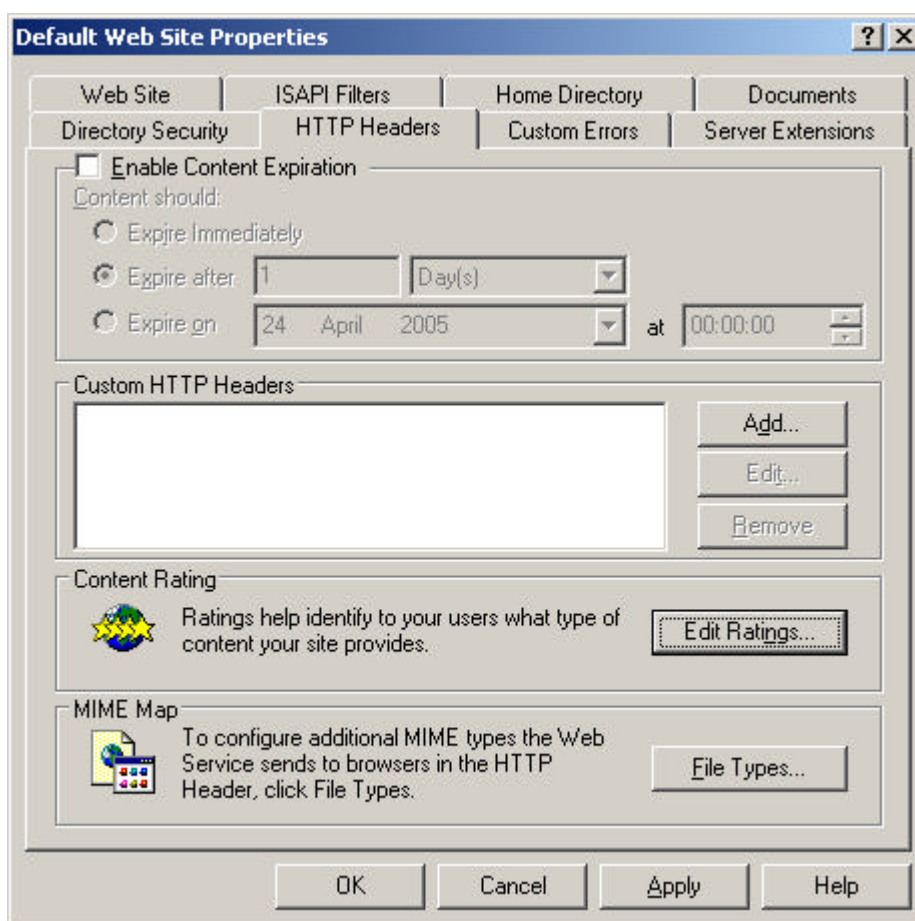 Default Web Site Properties
Web Site ISAPI Filters Home Directory Documents
Directory Security HTTP Headers Custom Errors Server Extensions
Enable Content Expiration
Content should:
Expire Immediately
Expire after 1 Day(s)
Expire on 24 April 2005 at 00:00:00
Custom HTTP Headers
Add...
Edit...
Remove
Content Rating
Ratings help identify to your users what type of
content your site provides.
Edit Ratings...
MIME Map
To configure additional MIME types the Web
Service sends to browsers in the HTTP
Header, click File Types.
File Types...
OK Cancel Apply Help